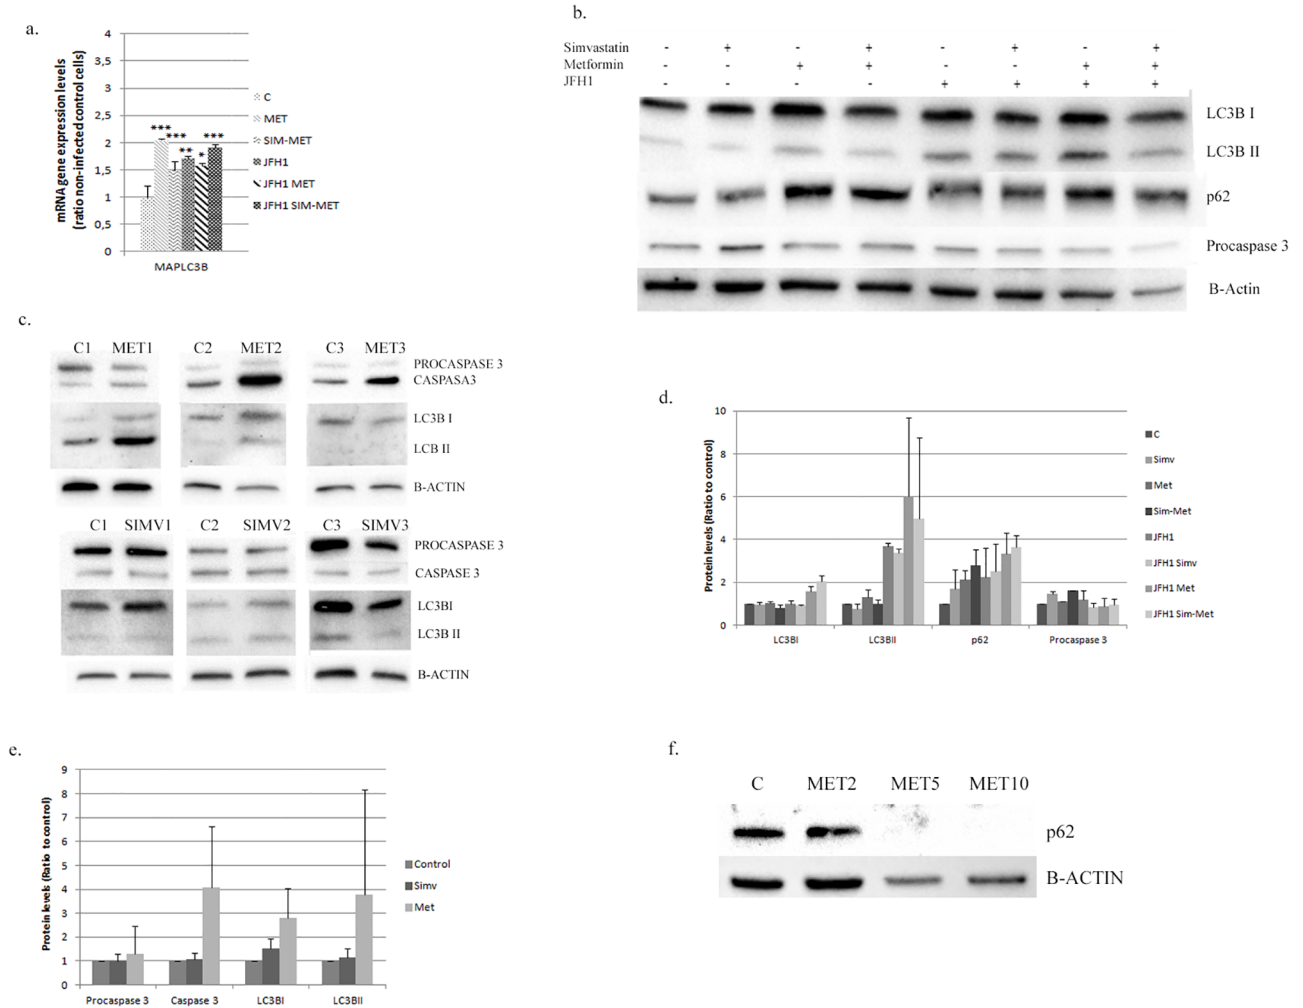 a.
mRNA gene expression levels
(ratio non-infected control cells)
4
3,5
3
2,5
2
1,5
1
0,5
0
*** *** ** * ***
MAPLC3B
C
MET
SIM-MET
JFH1
JFH1 MET
JFH1 SIM-MET
b.
Simvastatin - + - + - + - +
Metformin - - + + - - + +
JFH1 - - - - + + + +
LC3B I
LC3B II
p62
Procaspase 3
B-Actin
c.
C1 MET1 C2 MET2 C3 MET3
PROCASPASE 3
CASPASA3
LC3B I
LCB II
B-ACTIN
C1 SIMV1 C2 SIMV2 C3 SIMV3
PROCASPASE 3
CASPASE 3
LC3BI
LC3B II
B-ACTIN
d.
Protein levels (Ratio to control)
10
8
6
4
2
0
LC3BI LC3BII p62 Procaspase 3
C
Simv
Met
Sim-Met
JFH1
JFH1 Simv
JFH1 Met
JFH1 Sim-Met
e.
Protein levels (Ratio to control)
9
8
7
6
5
4
3
2
1
0
Procaspase 3 Caspase 3 LC3BI LC3BII
Control
Simv
Met
f.
C MET2 MET5 MET10
p62
B-ACTIN